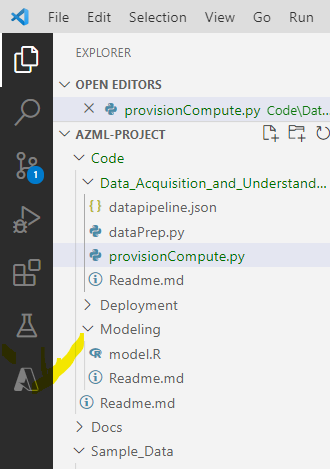 File Edit Selection View Go Run
EXPLORER
OPEN EDITORS
provisionCompute.py Code\Dat...
AZML-PROJECT
Code
Data_Acquisition_and_Understand...
{ } datapipeline.json
dataPrep.py
provisionCompute.py
Readme.md
Deployment
Modeling
model.R
Readme.md
Readme.md
Docs
Sample_Data
1